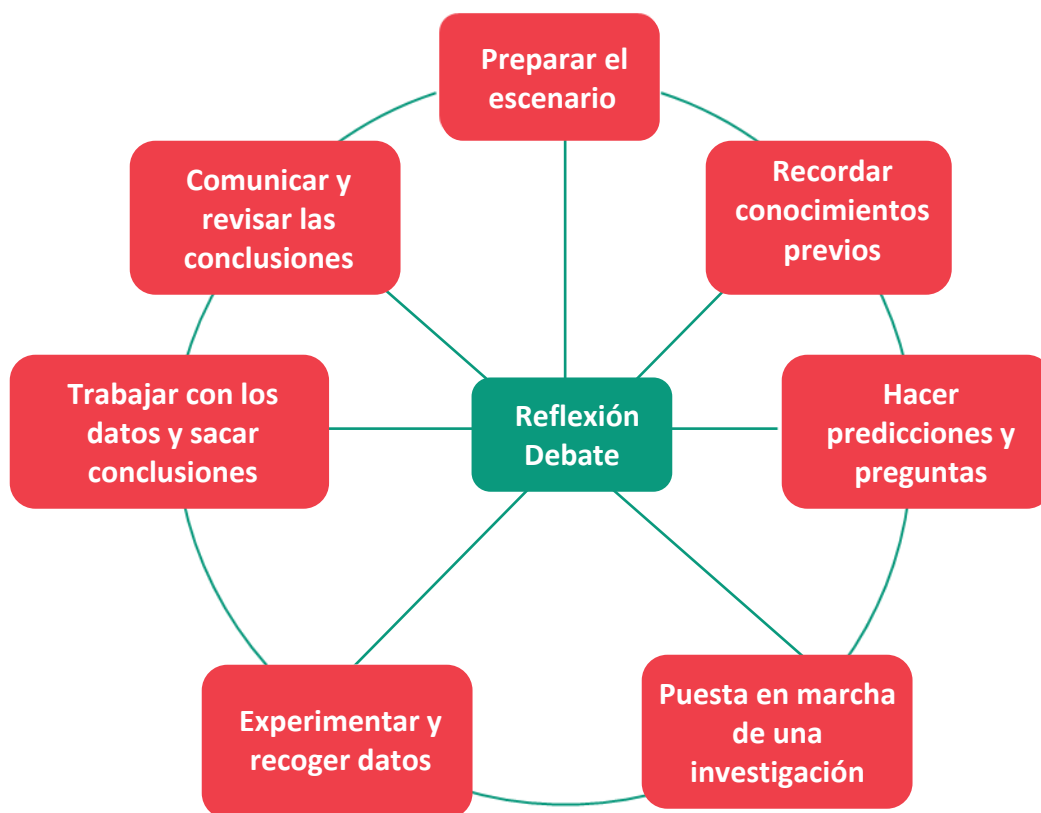 Preparar el
escenario
Recordar
conocimientos
previos
Hacer
predicciones y
preguntas
Puesta en marcha
de una
investigación
Experimentar y
recoger datos
Trabajar con los
datos y sacar
conclusiones
Comunicar y
revisar las
conclusiones
Reflexión
Debate